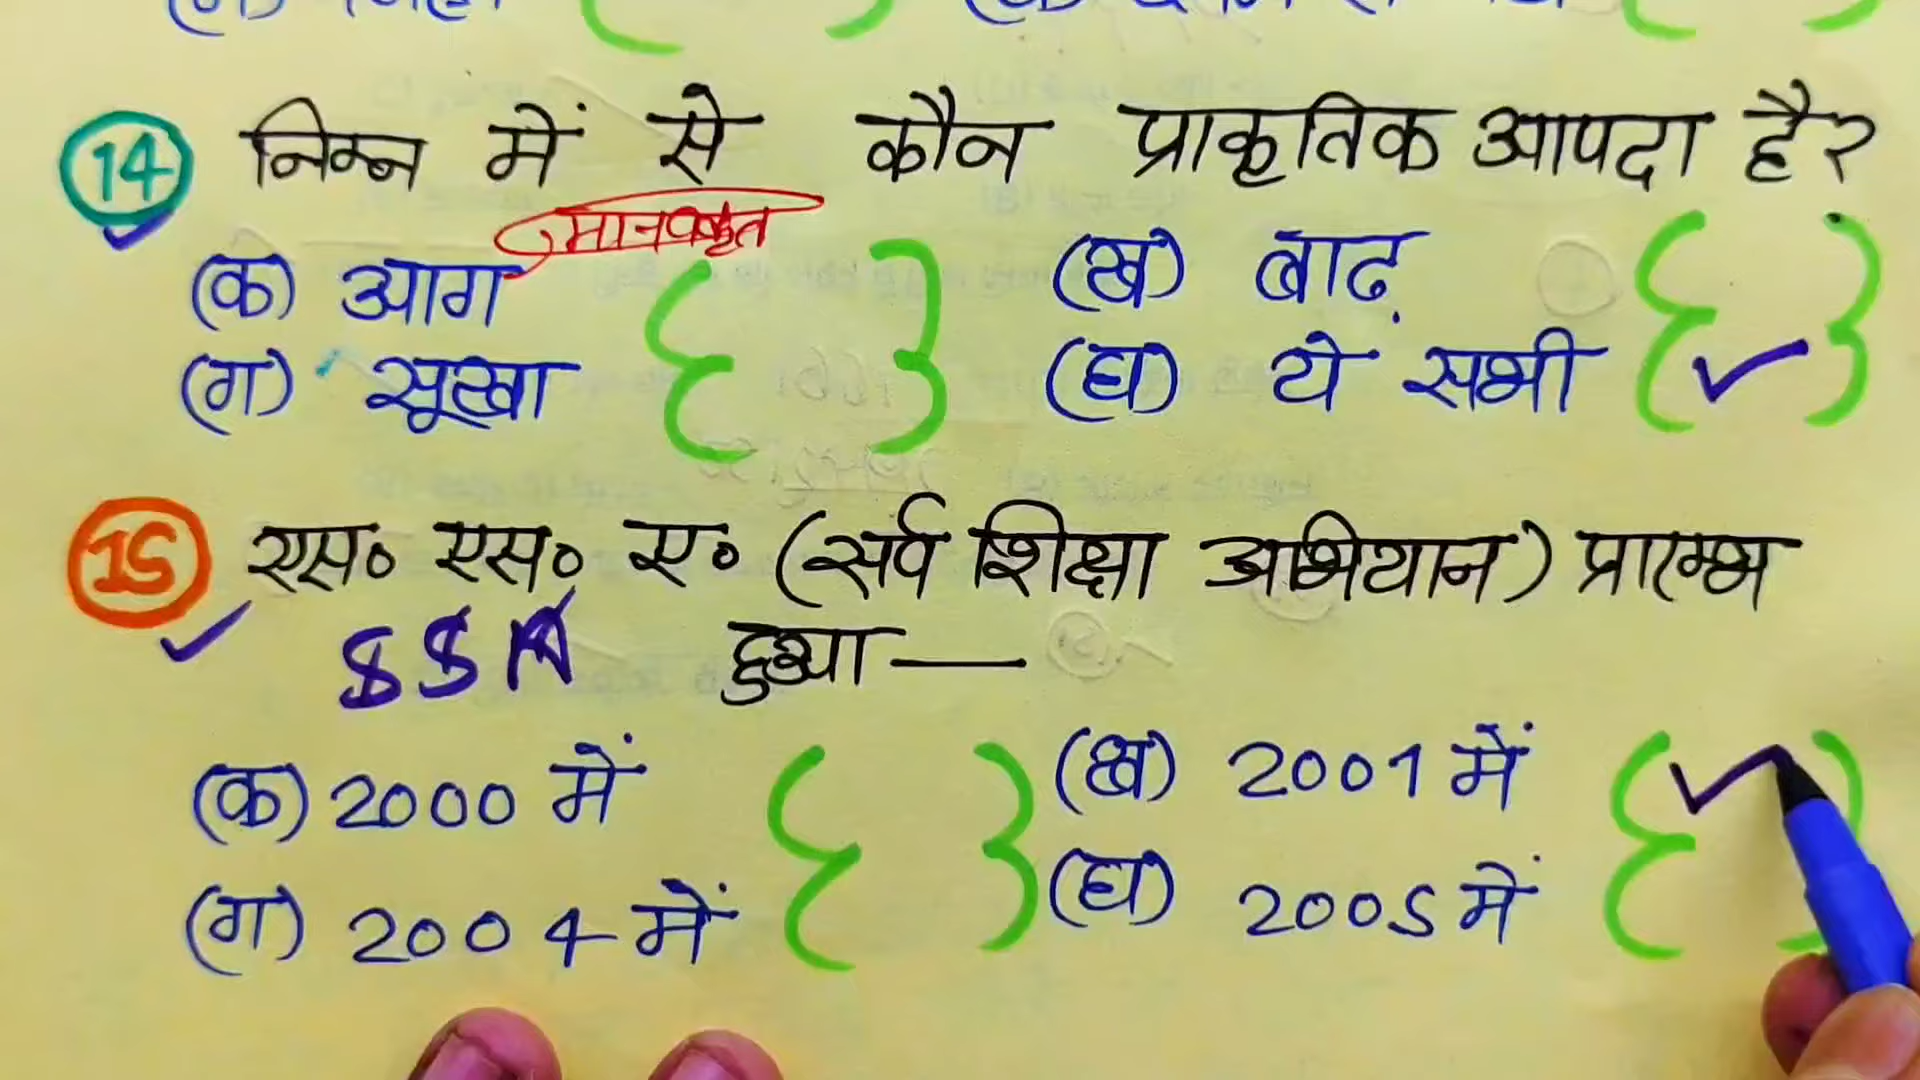 14 निम्न में से कौन प्राकृतिक आपदा है?
मानवकृत
(क) आग (ख) बाढ़
(ग) सूखा (घ) ये सभी
15 एस० एस० ए० (सर्व शिक्षा अभियान) प्रारम्भ
SSA हुआ —
(क) 2000 में (ख) 2001 में
(ग) 2004 में (घ) 2005 में